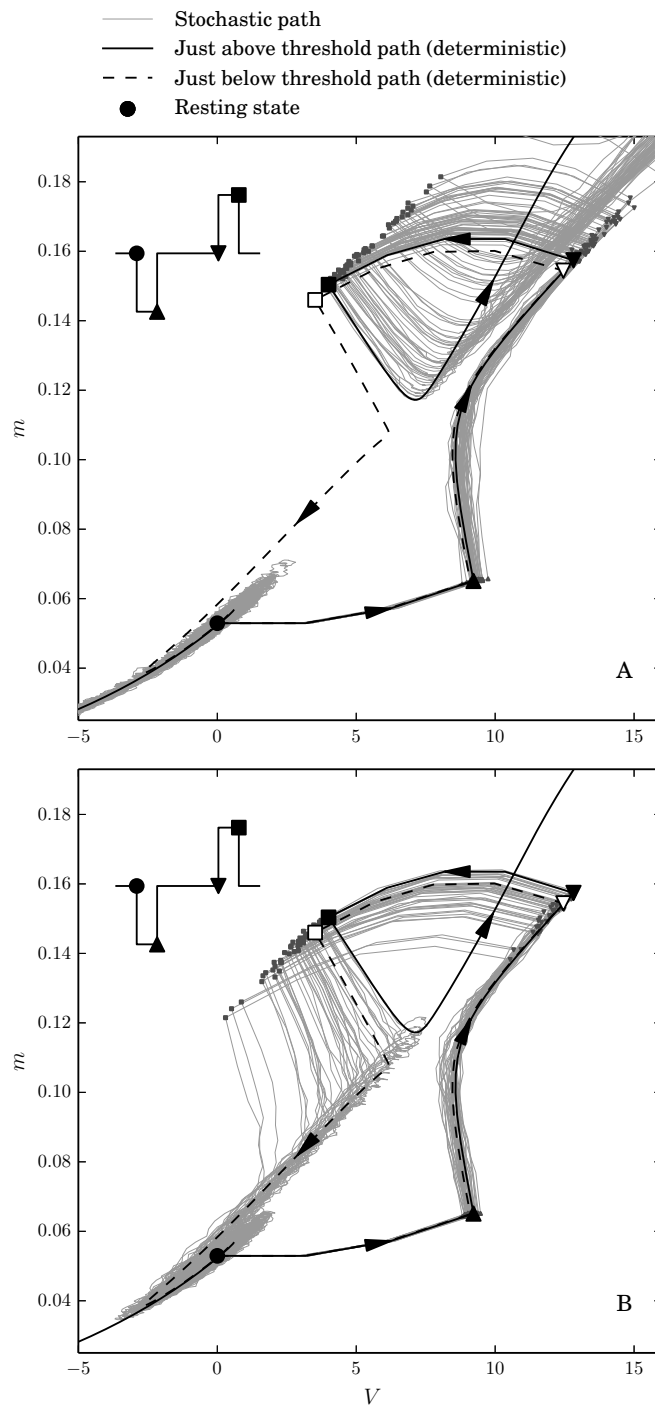 Stochastic path
Just above threshold path (deterministic)
Just below threshold path (deterministic)
Resting state
0.18
0.16
0.14
0.12
m
0.10
0.08
0.06
0.04
A
−5
0
5
10
15
0.18
0.16
0.14
0.12
m
0.10
0.08
0.06
0.04
B
−5
0
5
10
15
V